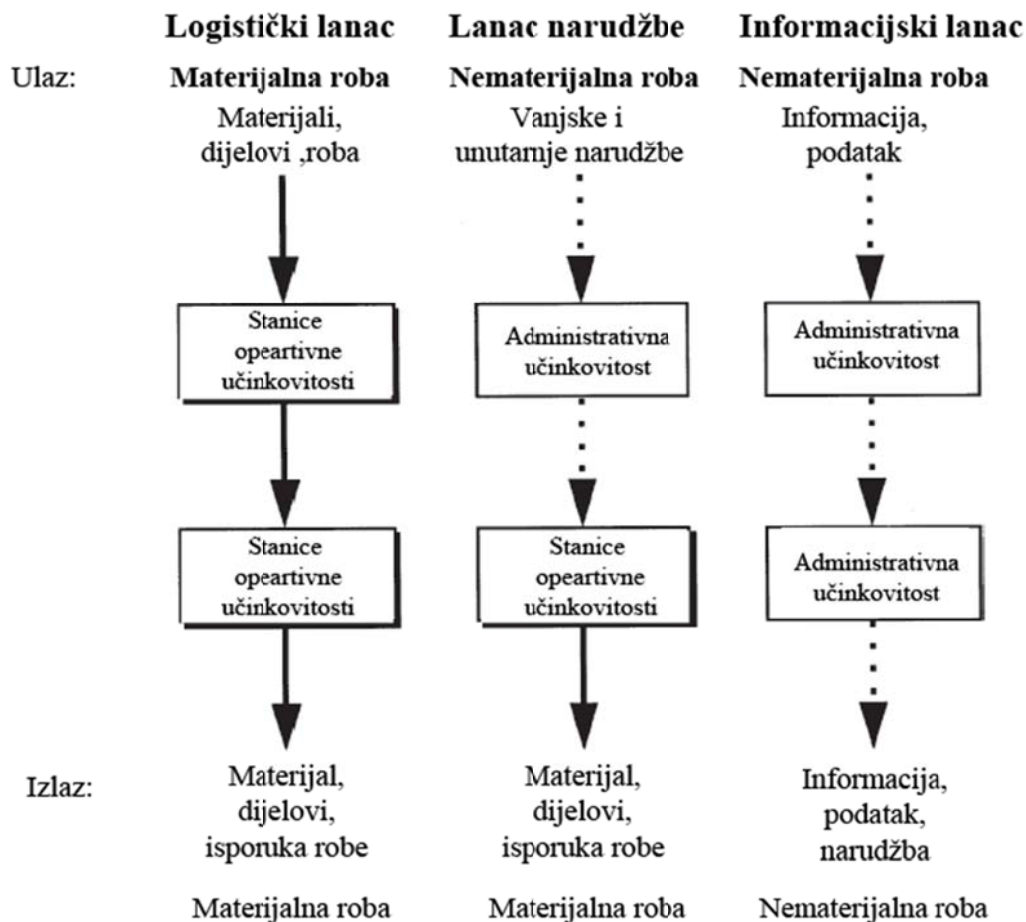 Logistički lanac Lanac narudžbe Informacijski lanac
Ulaz: Materijalna roba Nematerijalna roba Nematerijalna roba
Materijali, Vanjske i Informacija,
dijelovi ,roba unutarnje narudžbe podatak
Stanice
opeartivne
učinkovitosti
Administrativna
učinkovitost
Administrativna
učinkovitost
Stanice
opeartivne
učinkovitosti
Stanice
opeartivne
učinkovitosti
Administrativna
učinkovitost
Izlaz: Materijal, Materijal, Informacija,
dijelovi, dijelovi, podatak,
isporuka robe isporuka robe narudžba
Materijalna roba Materijalna roba Nematerijalna roba